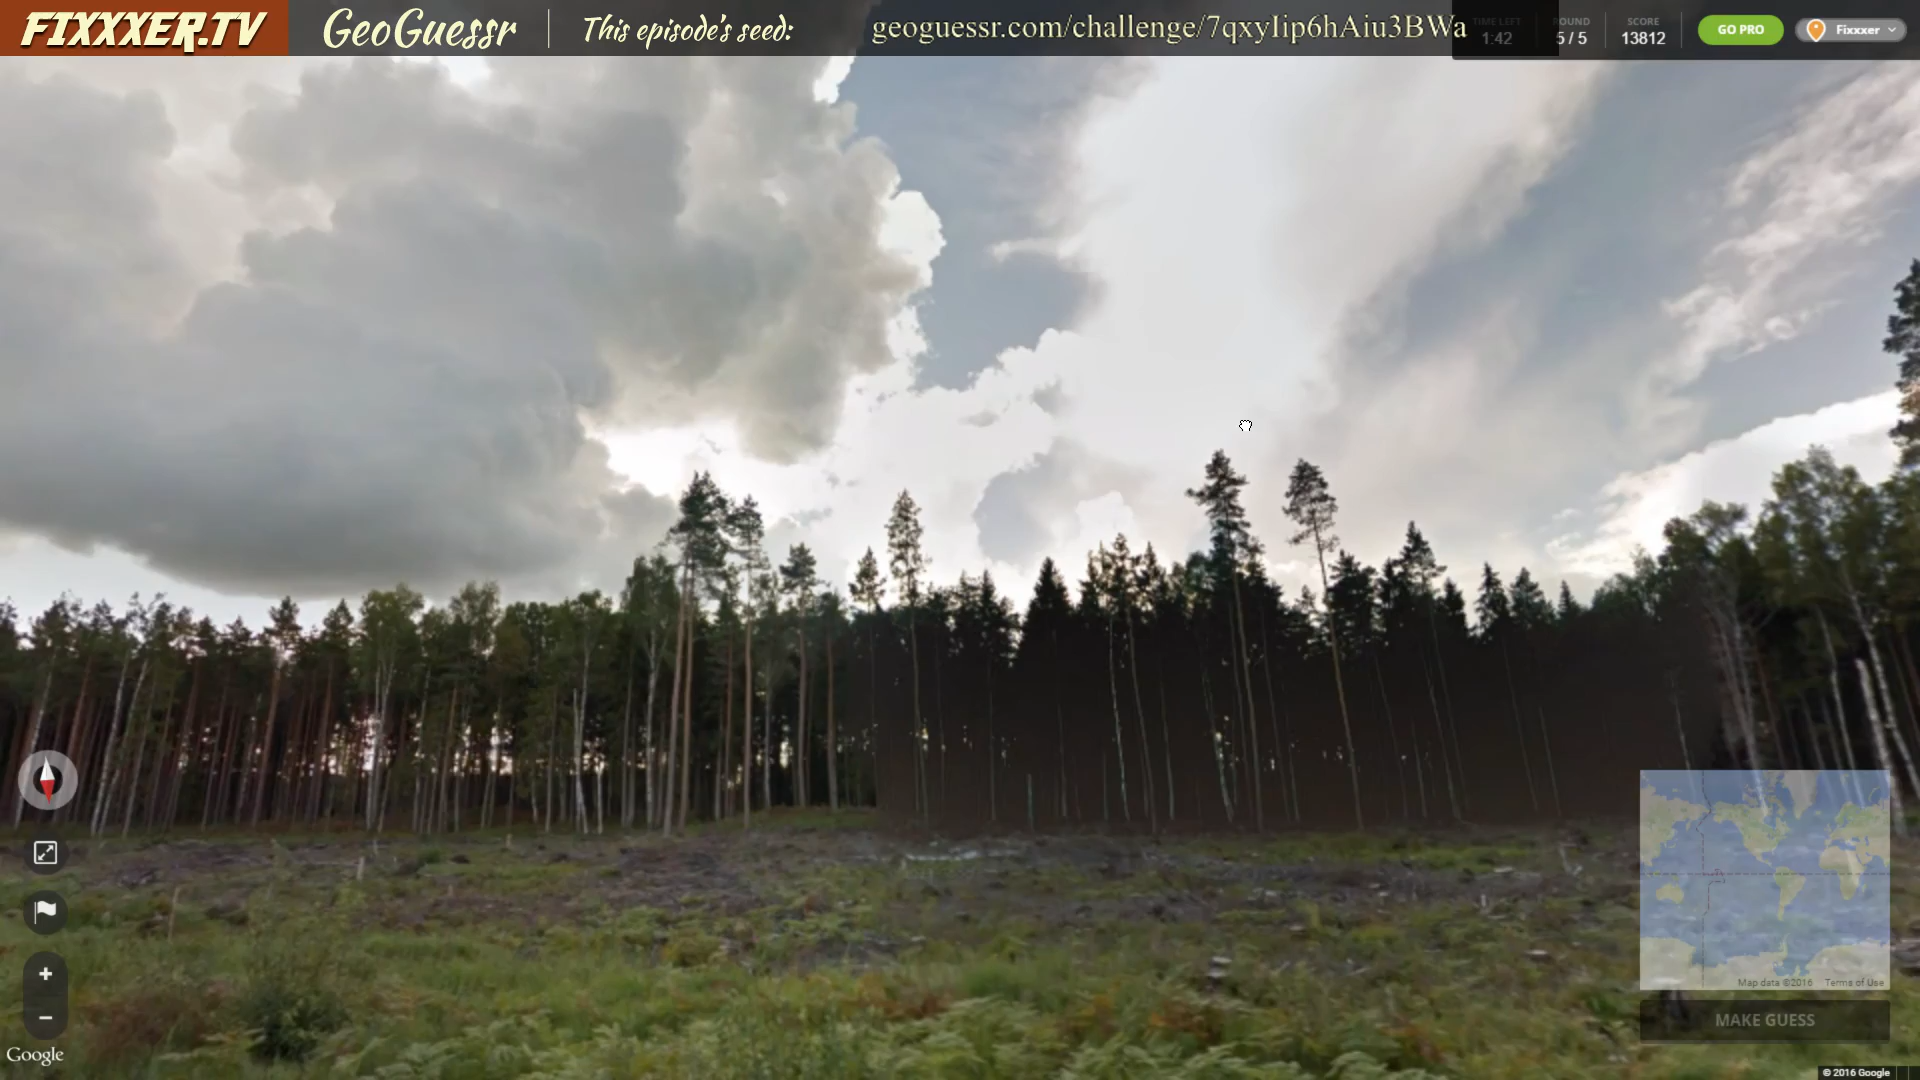 FIXXXER.TV
GeoGuessr
This episode's seed:
geoguessr.com/challenge/7qxyIip6hAiu3BWa
TIME LEFT
1:42
ROUND
5 / 5
SCORE
13812
GO PRO
Fixxxer
Map data ©2016 Terms of Use
MAKE GUESS
Google
© 2016 Google